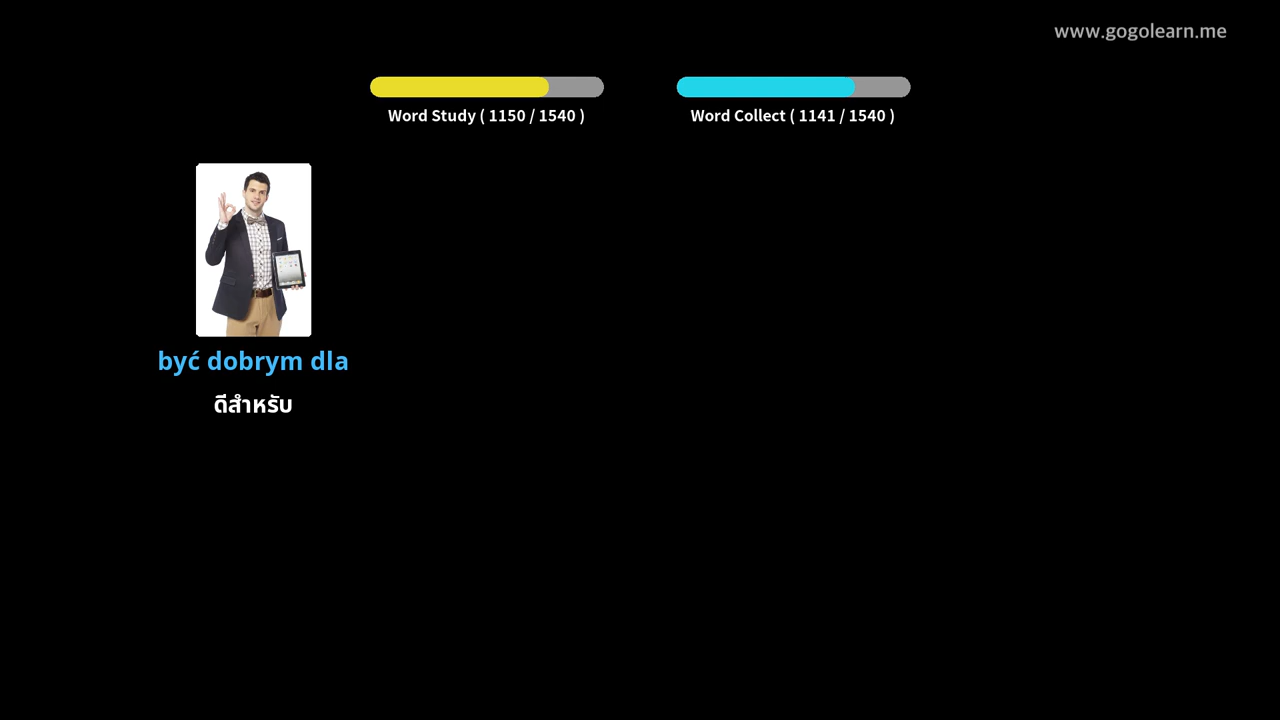 www.gogolearn.me
Word Study ( 1150 / 1540 )
Word Collect ( 1141 / 1540 )
być dobrym dla
ดีสำหรับ